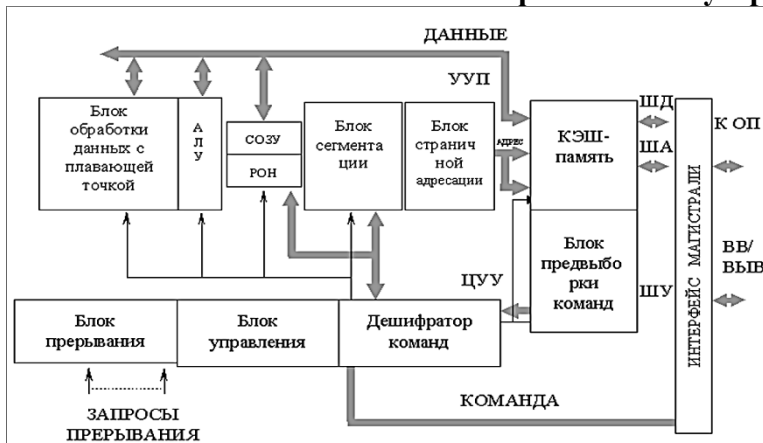 ДАННЫЕ
УУП
Блок
обработки
данных с
плавающей
точкой
А
Л
У
СОЗУ
РОН
Блок
сегмента
ции
Блок
странич
ной
адресации
АДРЕС
КЭШ-
память
Блок
предвыбо
рки
команд
ШД
ША
ШУ
ИНТЕРФЕЙС МАГИСТРАЛИ
К ОП
ВВ/
ВЫВ
ЦУУ
Блок
прерывания
Блок
управления
Дешифратор
команд
КОМАНДА
ЗАПРОСЫ
ПРЕРЫВАНИЯ